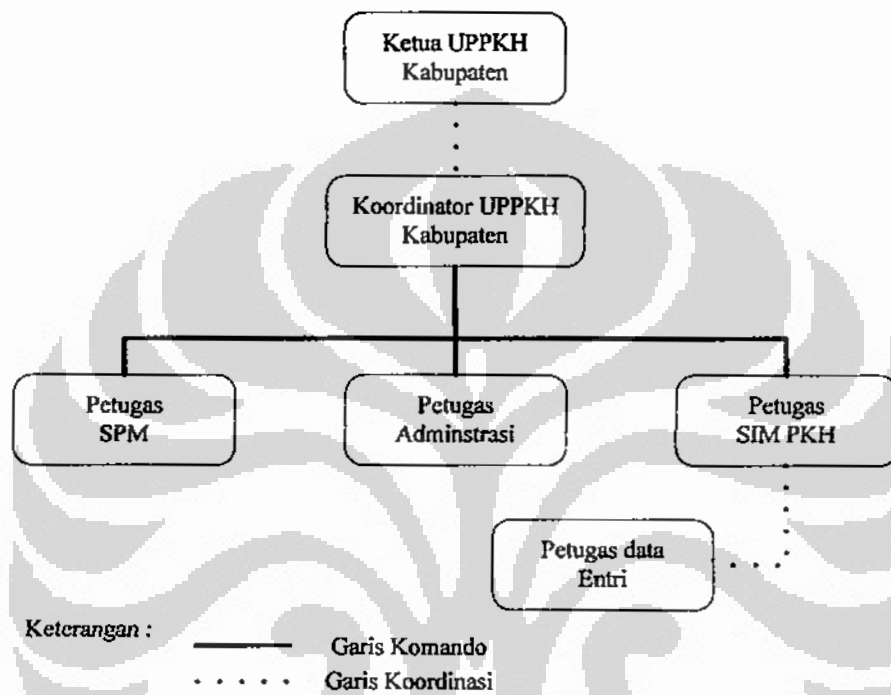 Ketua UPPKH
Kabupaten
Koordinator UPPKH
Kabupaten
Petugas
SPM
Petugas
Adminstrasi
Petugas
SIM PKH
Petugas data
Entri
Keterangan :
Garis Komando
Garis Koordinasi